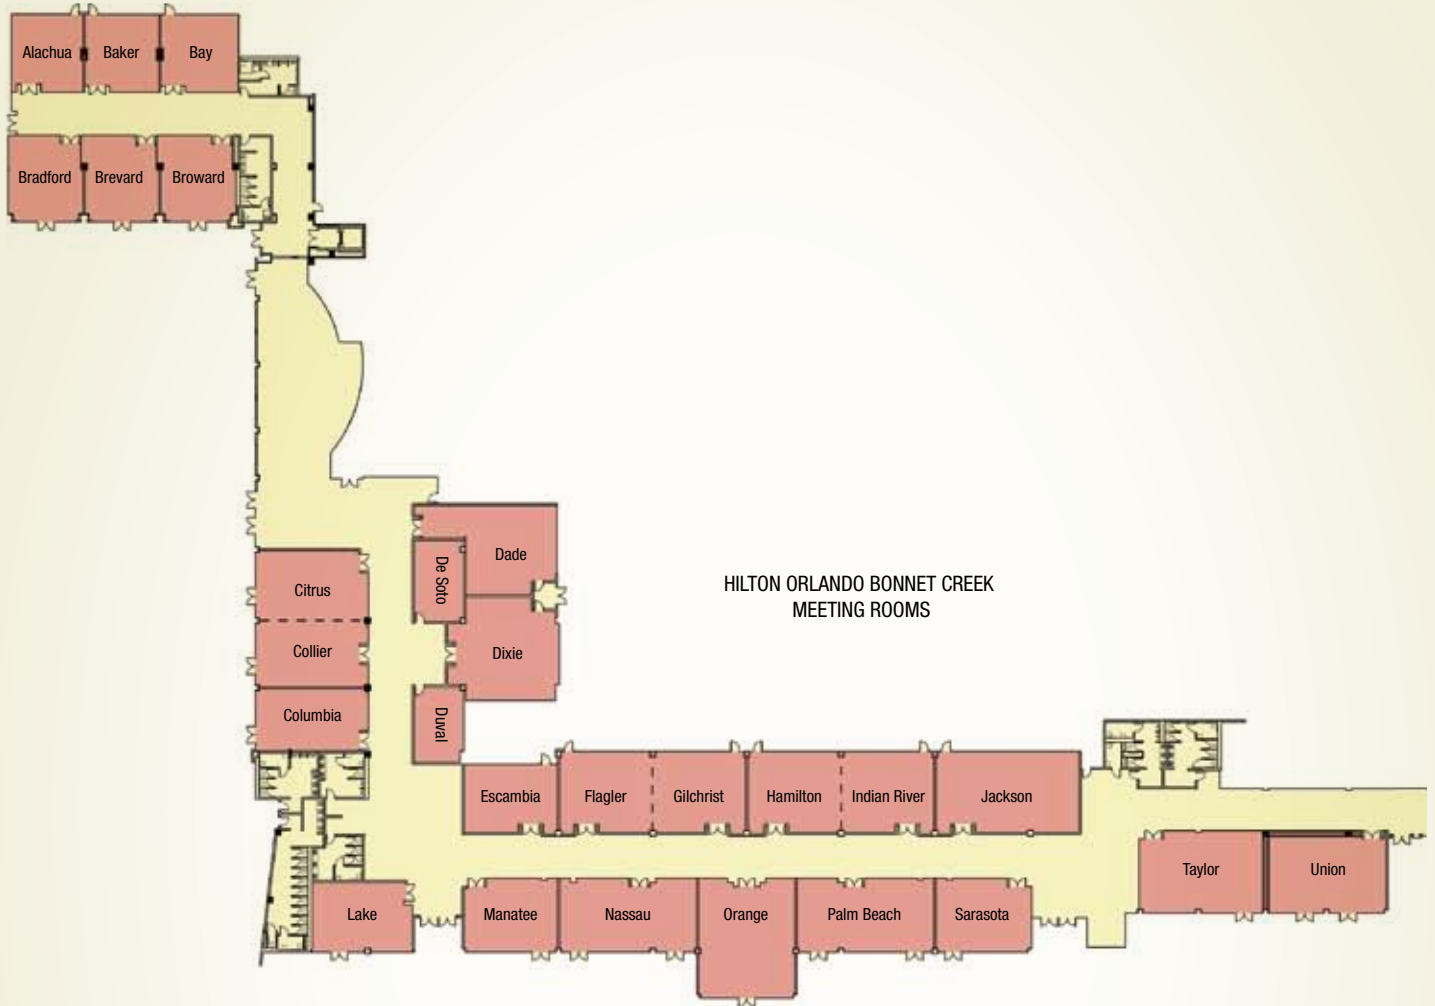 Alachua
Baker
Bay
Bradford
Brevard
Broward
Dade
De Soto
Citrus
HILTON ORLANDO BONNET CREEK
MEETING ROOMS
Collier
Dixie
Columbia
Duval
Escambia
Flagler
Gilchrist
Hamilton
Indian River
Jackson
Taylor
Union
Lake
Manatee
Nassau
Orange
Palm Beach
Sarasota